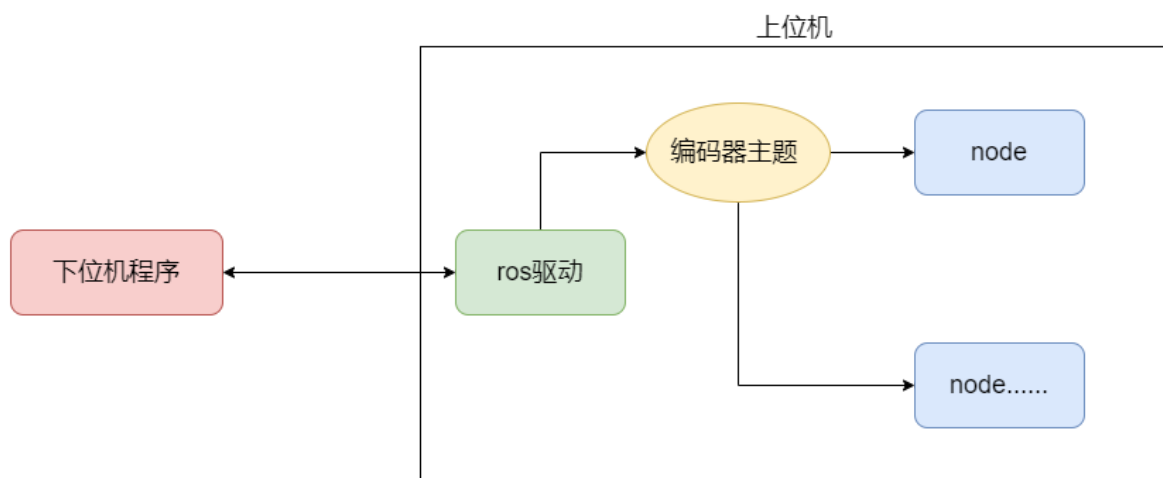 上位机
编码器主题
node
下位机程序
ros驱动
node......